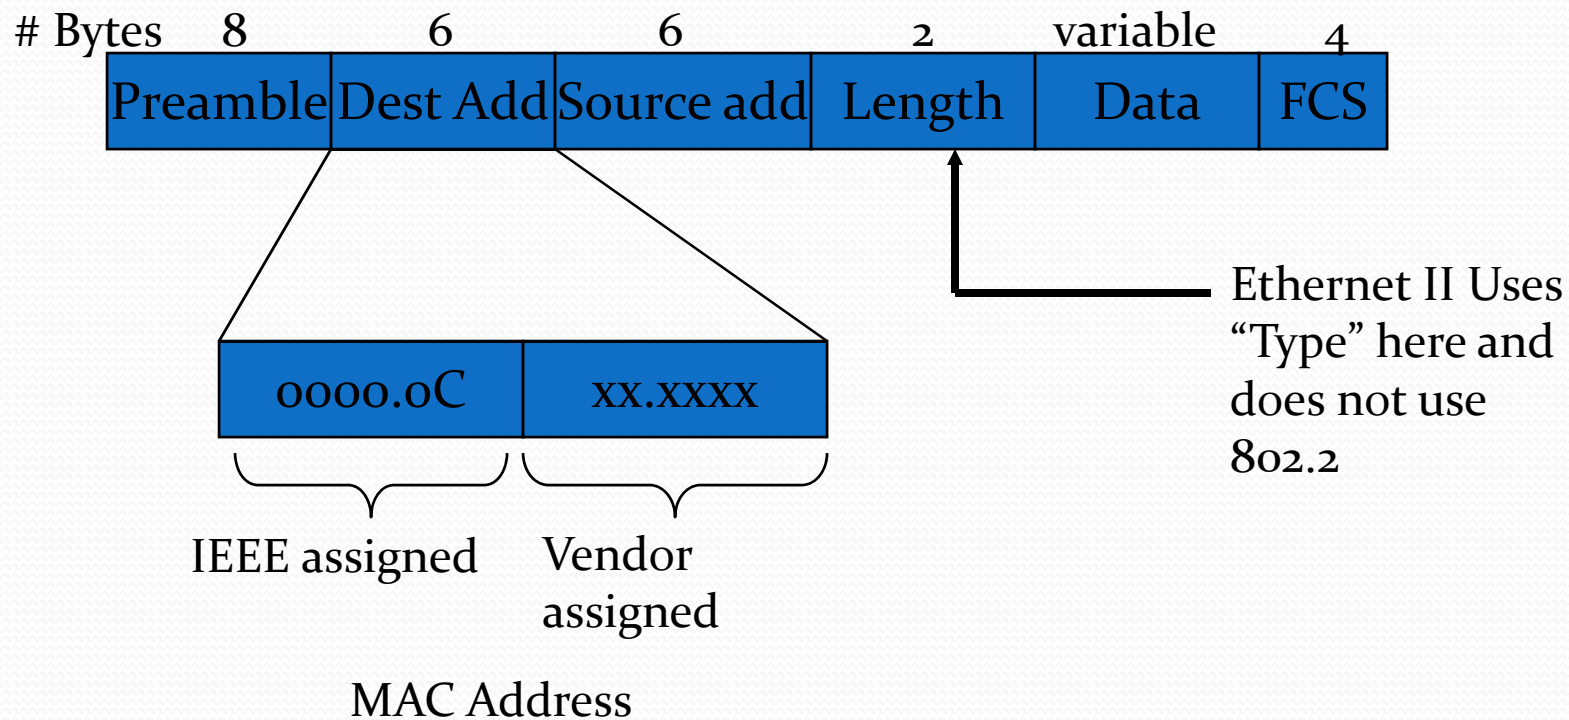 # Bytes 8 6 6 2 variable 4
Preamble Dest Add Source add Length Data FCS
Ethernet II Uses
“Type” here and
does not use
802.2
0000.0C xx.xxxx
IEEE assigned
Vendor
assigned
MAC Address